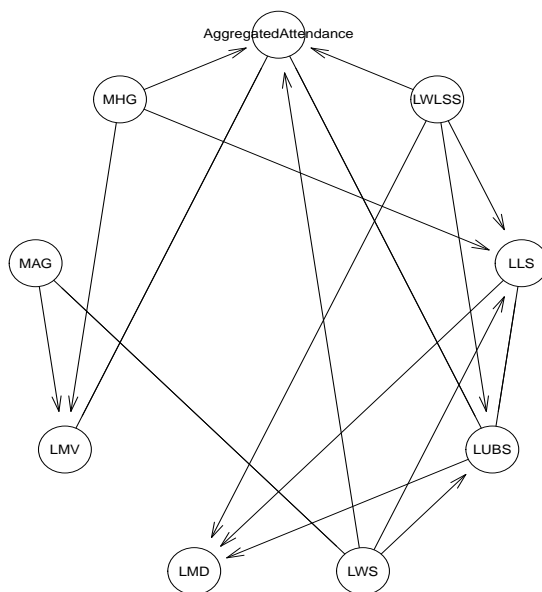 AggregatedAttendance
MHG
LWLSS
MAG
LLS
LMV
LUBS
LMD
LWS